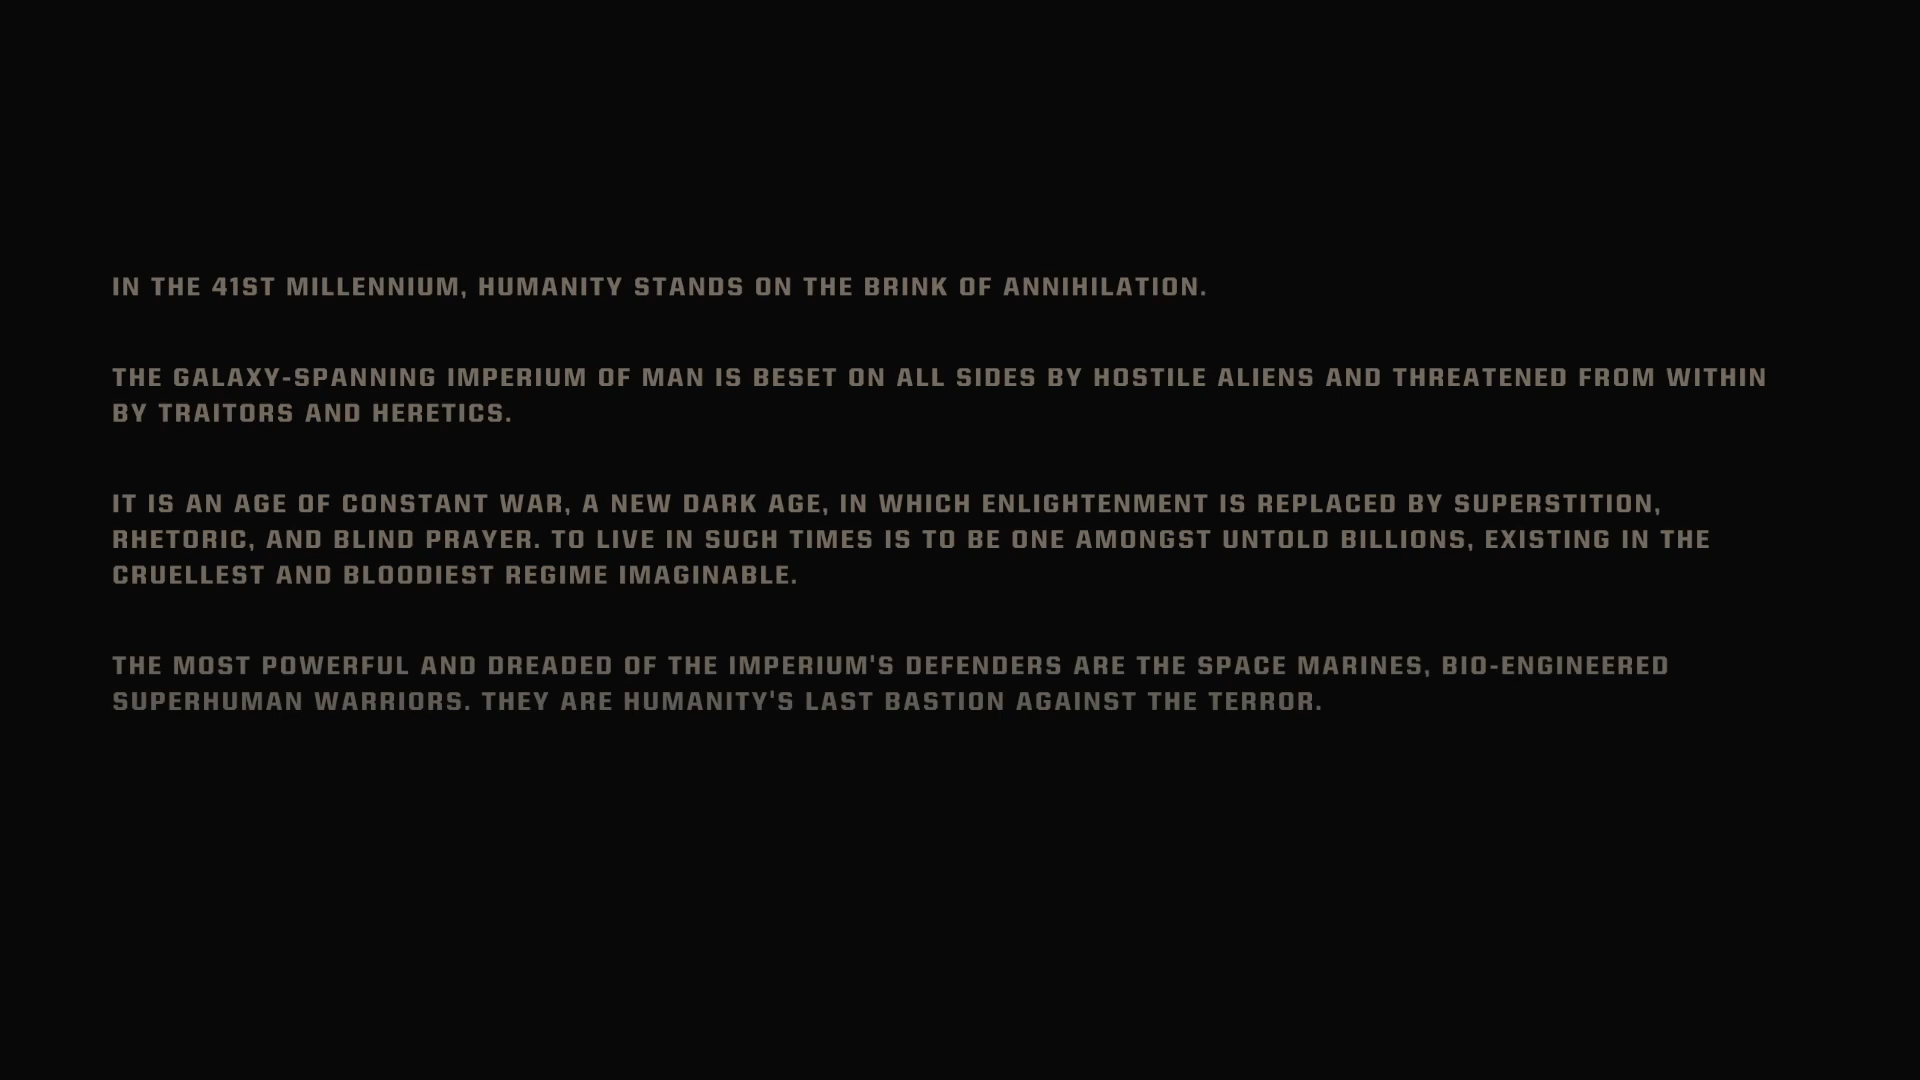 IN THE 41ST MILLENNIUM, HUMANITY STANDS ON THE BRINK OF ANNIHILATION.
THE GALAXY-SPANNING IMPERIUM OF MAN IS BESET ON ALL SIDES BY HOSTILE ALIENS AND THREATENED FROM WITHIN
BY TRAITORS AND HERETICS.
IT IS AN AGE OF CONSTANT WAR, A NEW DARK AGE, IN WHICH ENLIGHTENMENT IS REPLACED BY SUPERSTITION,
RHETORIC, AND BLIND PRAYER. TO LIVE IN SUCH TIMES IS TO BE ONE AMONGST UNTOLD BILLIONS, EXISTING IN THE
CRUELLEST AND BLOODIEST REGIME IMAGINABLE.
THE MOST POWERFUL AND DREADED OF THE IMPERIUM'S DEFENDERS ARE THE SPACE MARINES, BIO-ENGINEERED
SUPERHUMAN WARRIORS. THEY ARE HUMANITY'S LAST BASTION AGAINST THE TERROR.